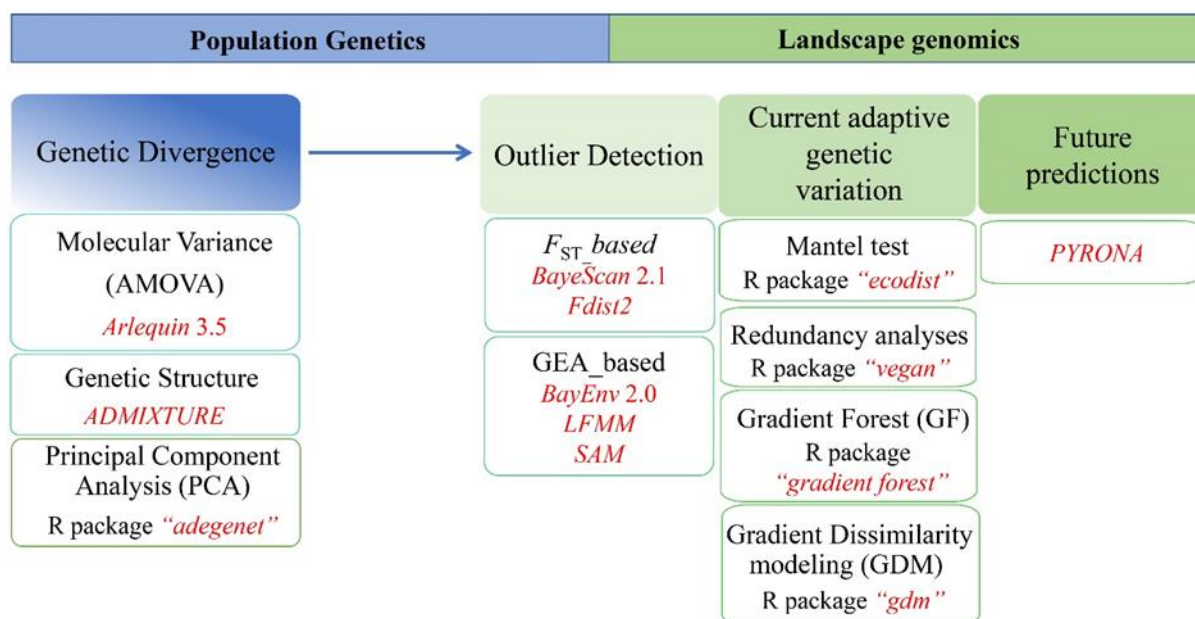 Population Genetics
Landscape genomics
Genetic Divergence
Molecular Variance
(AMOVA)
Arlequin 3.5
Genetic Structure
ADMIXTURE
Principal Component
Analysis (PCA)
R package “adegenet”
Outlier Detection
FST_based
BayeScan 2.1
Fdist2
GEA_based
BayEnv 2.0
LFMM
SAM
Current adaptive
genetic
variation
Mantel test
R package “ecodist”
Redundancy analyses
R package “vegan”
Gradient Forest (GF)
R package
“gradient forest”
Gradient Dissimilarity
modeling (GDM)
R package “gdm”
Future
predictions
PYRONA